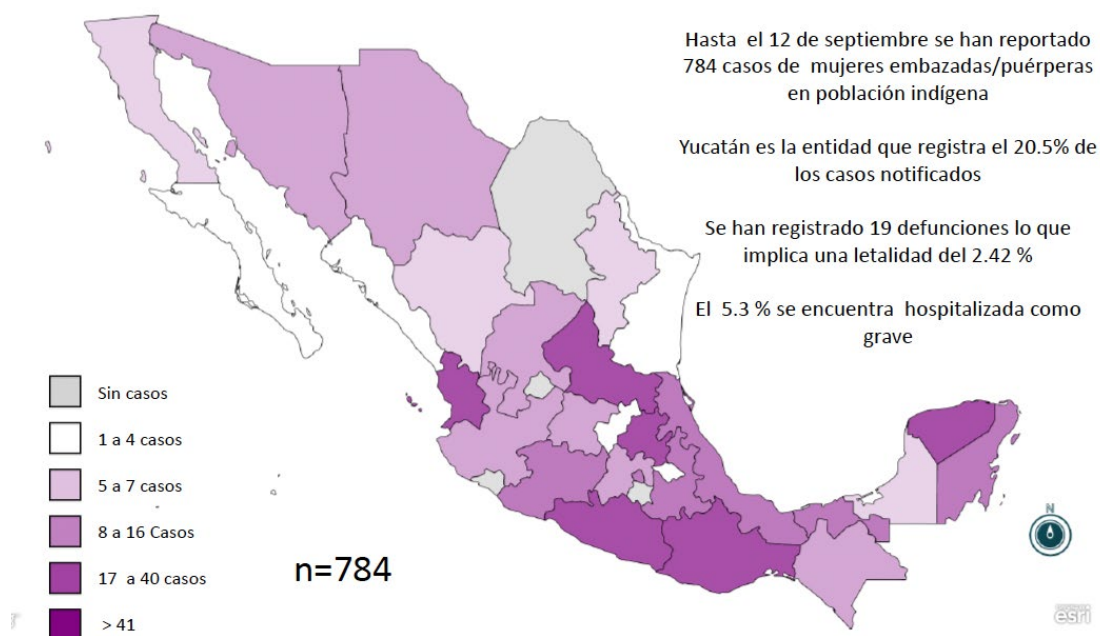 Hasta el 12 de septiembre se han reportado
784 casos de mujeres embazadas/puérperas
en población indígena
Yucatán es la entidad que registra el 20.5% de
los casos notificados
Se han registrado 19 defunciones lo que
implica una letalidad del 2.42 %
El 5.3 % se encuentra hospitalizada como
grave
Sin casos
1 a 4 casos
5 a 7 casos
8 a 16 Casos
17 a 40 casos
> 41
n=784
N
esri